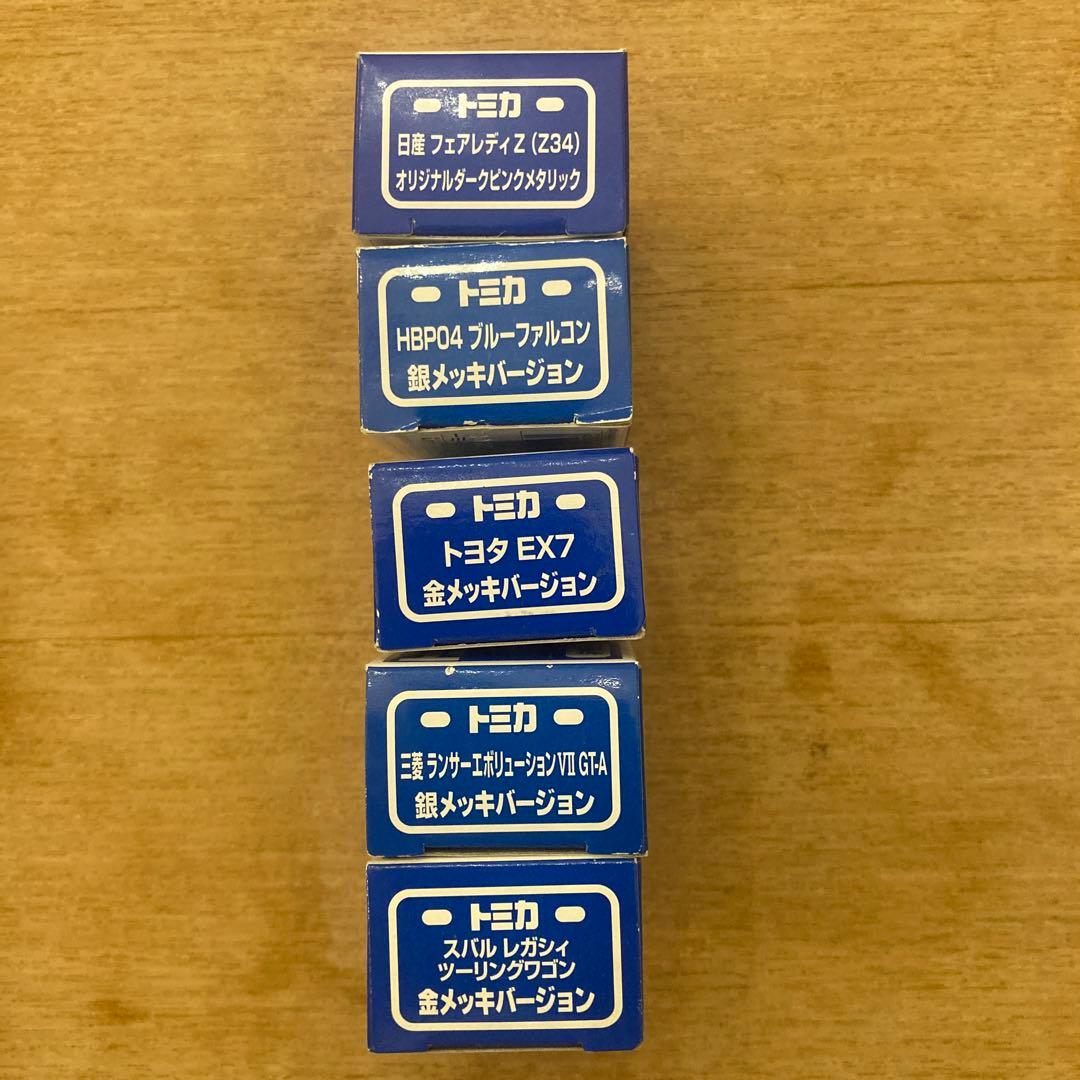 トミカ
日産 フェアレディZ (Z34)
オリジナルダークピンクメタリック
トミカ
HBP04 ブルーファルコン
銀メッキバージョン
トミカ
トヨタ EX7
金メッキバージョン
トミカ
三菱 ランサーエボリューションⅦ GT-A
銀メッキバージョン
トミカ
スバル レガシィ
ツーリングワゴン
金メッキバージョン